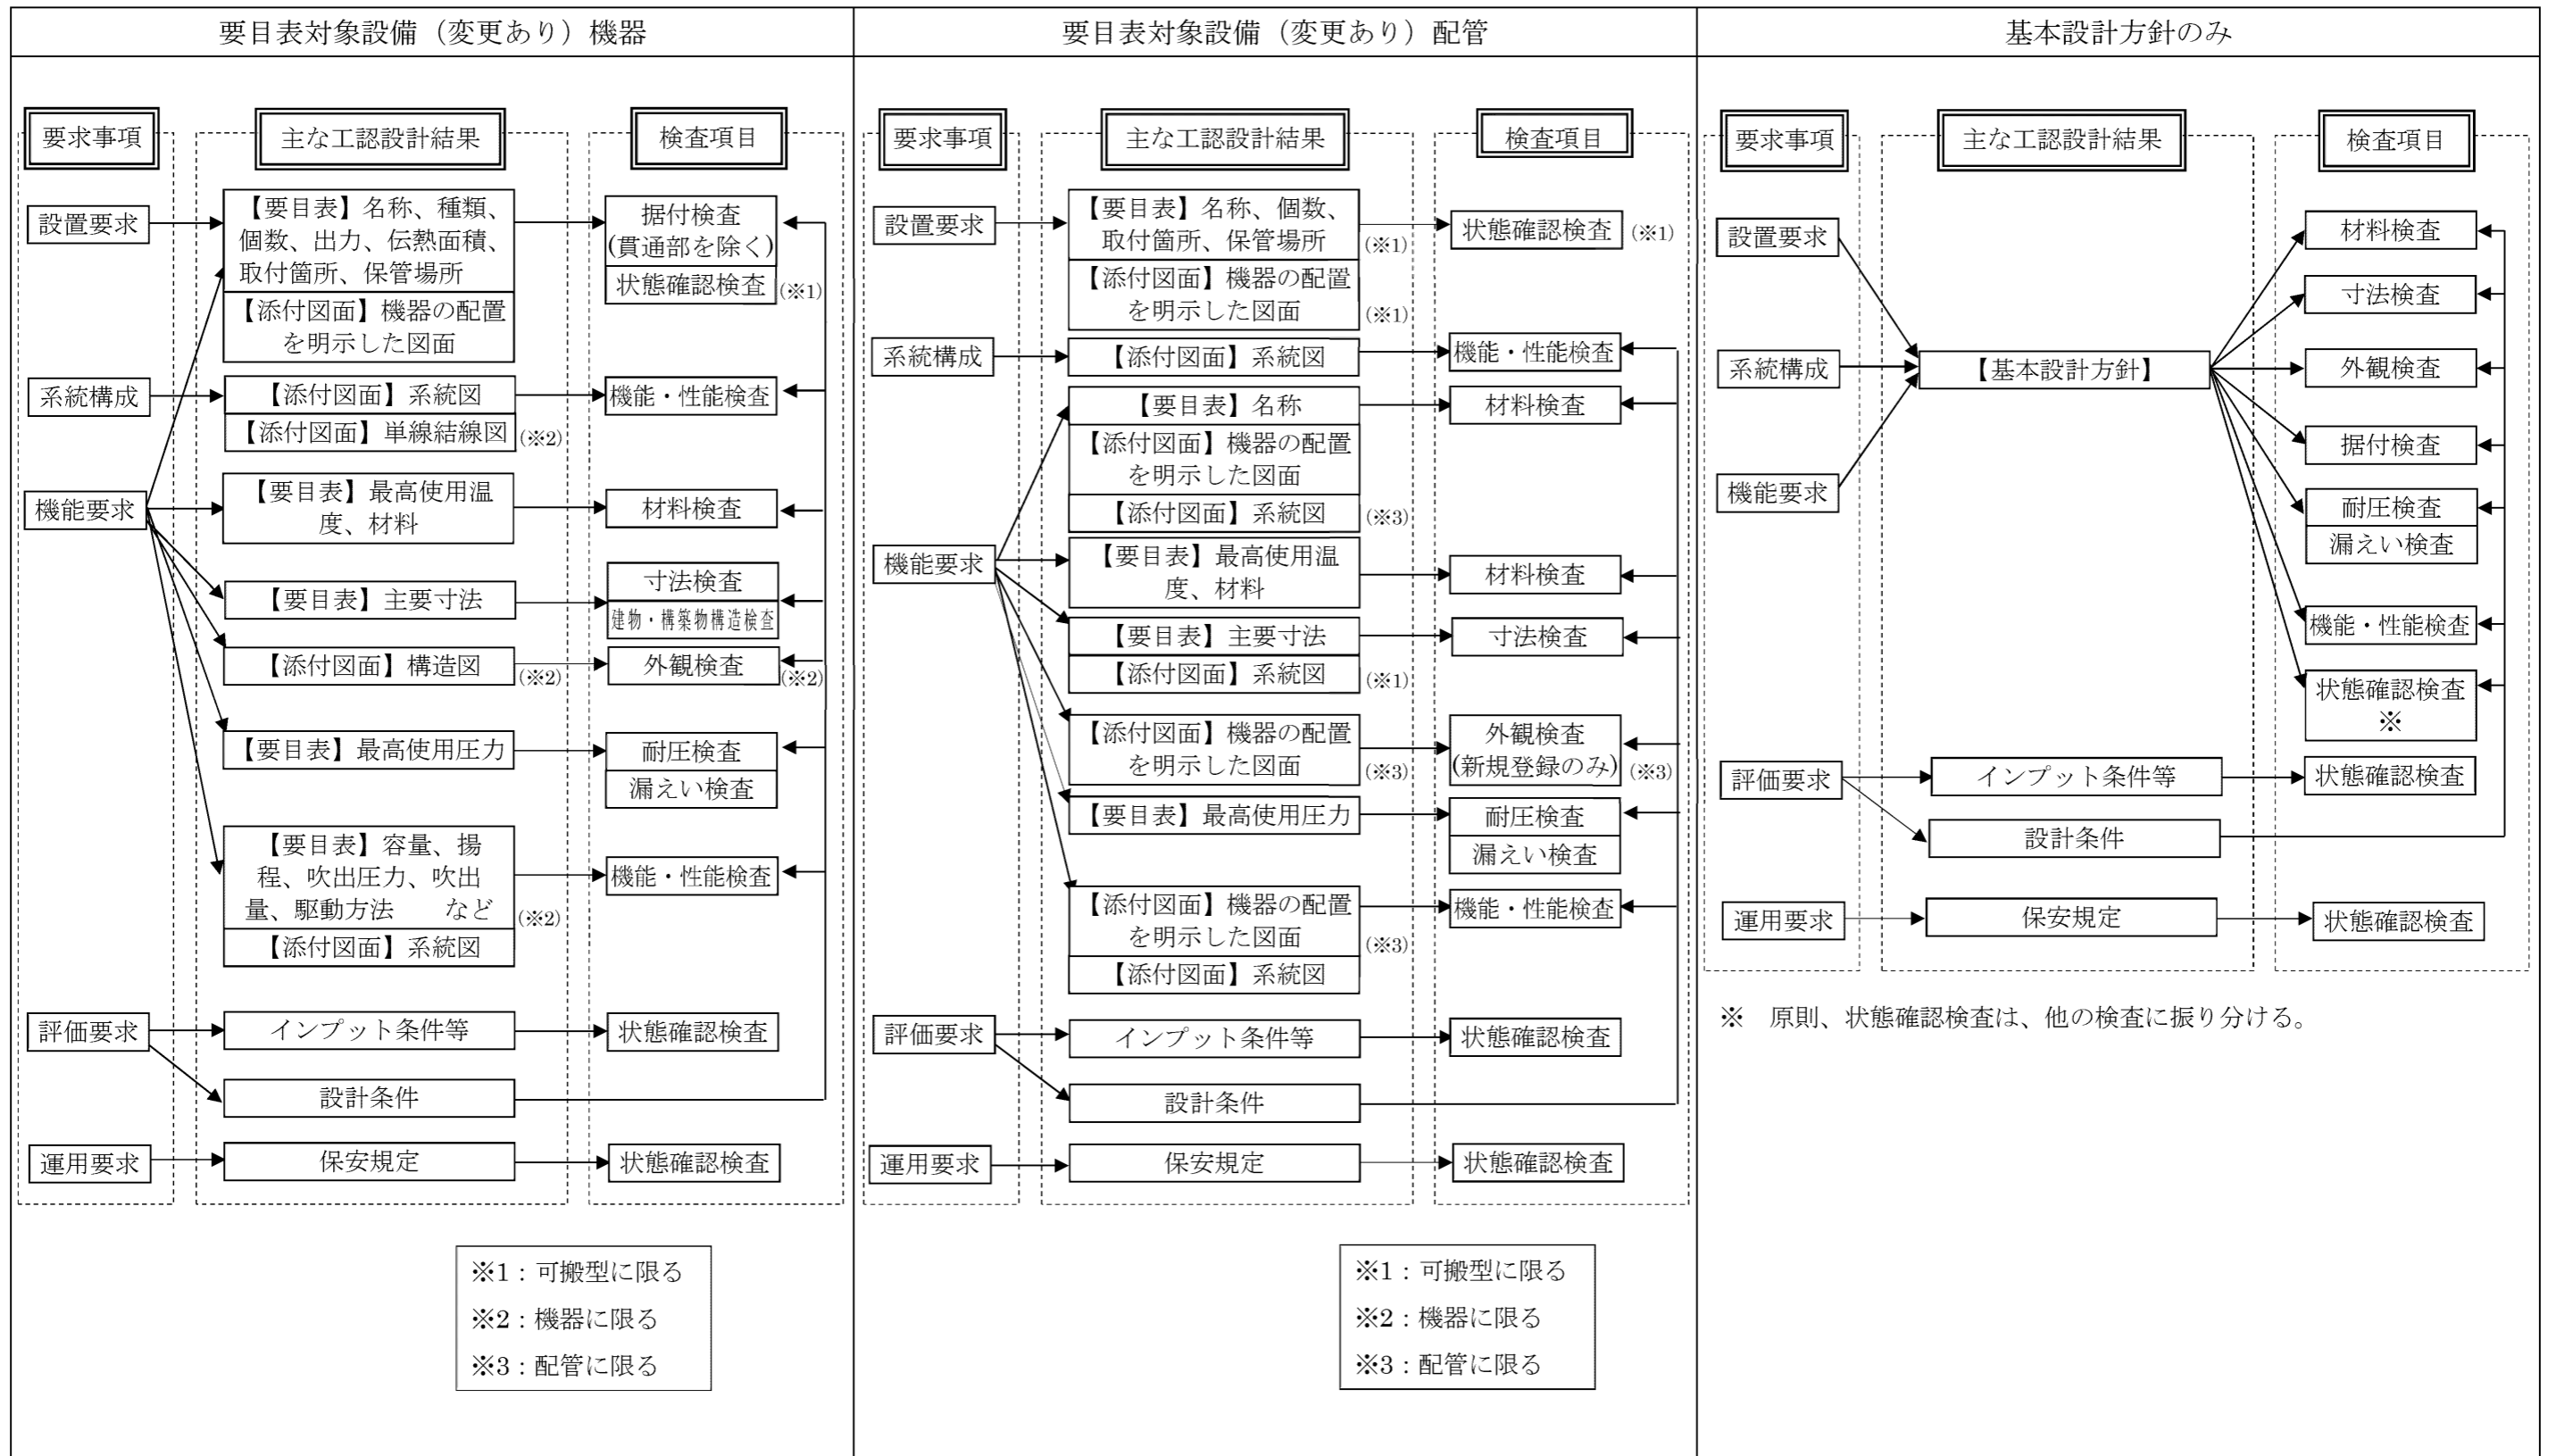 要目表対象設備（変更あり）機器
要求事項
主な工認設計結果
検査項目
設置要求
【要目表】名称、種類、
個数、出力、伝熱面積、
取付箇所、保管場所
【添付図面】機器の配置
を明示した図面
据付検査
(貫通部を除く)
状態確認検査
(※1)
系統構成
【添付図面】系統図
【添付図面】単線結線図
(※2)
機能・性能検査
機能要求
【要目表】最高使用温
度、材料
材料検査
【要目表】主要寸法
寸法検査
建物・構築物構造検査
【添付図面】構造図
(※2)
外観検査
(※2)
【要目表】最高使用圧力
耐圧検査
漏えい検査
【要目表】容量、揚
程、吹出圧力、吹出
量、駆動方法　　など
(※2)
【添付図面】系統図
機能・性能検査
評価要求
インプット条件等
状態確認検査
設計条件
運用要求
保安規定
状態確認検査
※1：可搬型に限る
※2：機器に限る
※3：配管に限る
要目表対象設備（変更あり）配管
要求事項
主な工認設計結果
検査項目
設置要求
【要目表】名称、個数、
取付箇所、保管場所
(※1)
【添付図面】機器の配置
を明示した図面
(※1)
状態確認検査
(※1)
系統構成
【添付図面】系統図
機能・性能検査
機能要求
【要目表】名称
【添付図面】機器の配置
を明示した図面
【添付図面】系統図
(※3)
材料検査
【要目表】最高使用温
度、材料
材料検査
【要目表】主要寸法
【添付図面】系統図
(※1)
寸法検査
【添付図面】機器の配置
を明示した図面
(※3)
外観検査
(新規登録のみ)
(※3)
【要目表】最高使用圧力
耐圧検査
漏えい検査
【添付図面】機器の配置
を明示した図面
(※3)
【添付図面】系統図
機能・性能検査
評価要求
インプット条件等
状態確認検査
設計条件
運用要求
保安規定
状態確認検査
※1：可搬型に限る
※2：機器に限る
※3：配管に限る
基本設計方針のみ
要求事項
主な工認設計結果
検査項目
設置要求
系統構成
機能要求
【基本設計方針】
材料検査
寸法検査
外観検査
据付検査
耐圧検査
漏えい検査
機能・性能検査
状態確認検査
※
評価要求
インプット条件等
状態確認検査
設計条件
運用要求
保安規定
状態確認検査
※　原則、状態確認検査は、他の検査に振り分ける。